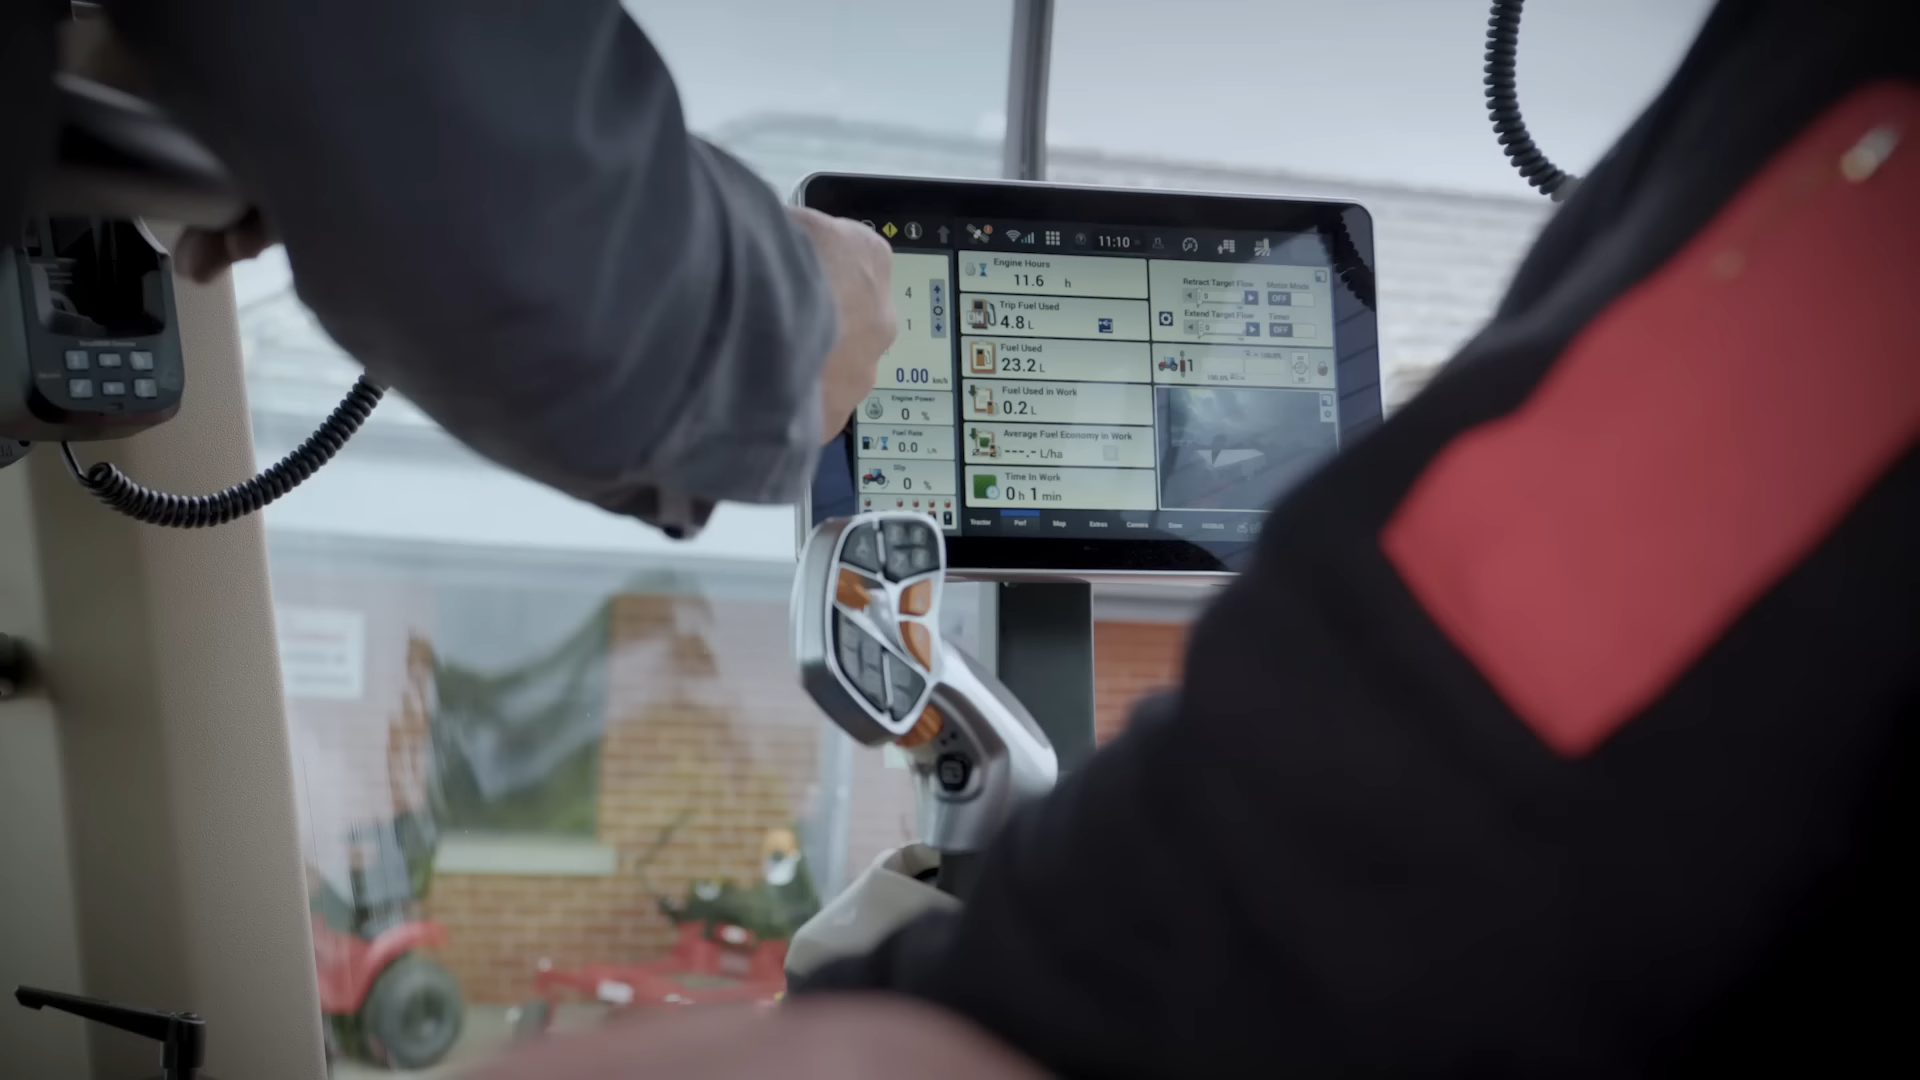 11:10
4
1
0.00 km/h
Engine Power
0 %
Fuel Rate
0.0 L/h
Slip
0 %
Engine Hours
11.6 h
Trip Fuel Used
4.8 L
Fuel Used
23.2 L
Fuel Used in Work
0.2 L
Average Fuel Economy in Work
---.- L/ha
Time In Work
0 h 1 min
Retract Target Flow
Motor Mode
0
OFF
Extend Target Flow
Timer
0
OFF
1
Tractor Perf Map Extras Camera